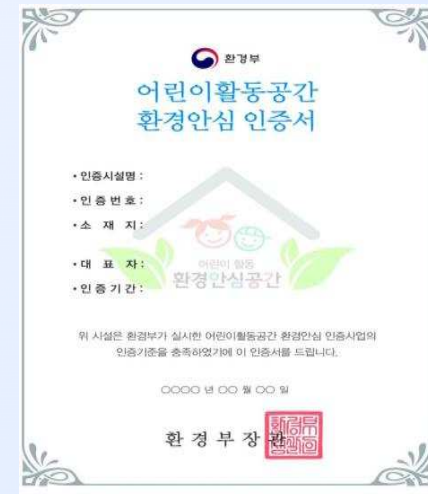 환경부
어린이활동공간
환경안심 인증서
• 인증시설명 :
• 인 증 번 호 :
• 소 재 지 :
• 대 표 자 :
어린이 활동
환경안심공간
• 인 증 기 간 :
위 시설은 환경부가 실시한 어린이활동공간 환경안심 인증사업의
인증기준을 충족하였기에 이 인증서를 드립니다.
○○○○ 년 ○○ 월 ○○ 일
환 경 부 장 관